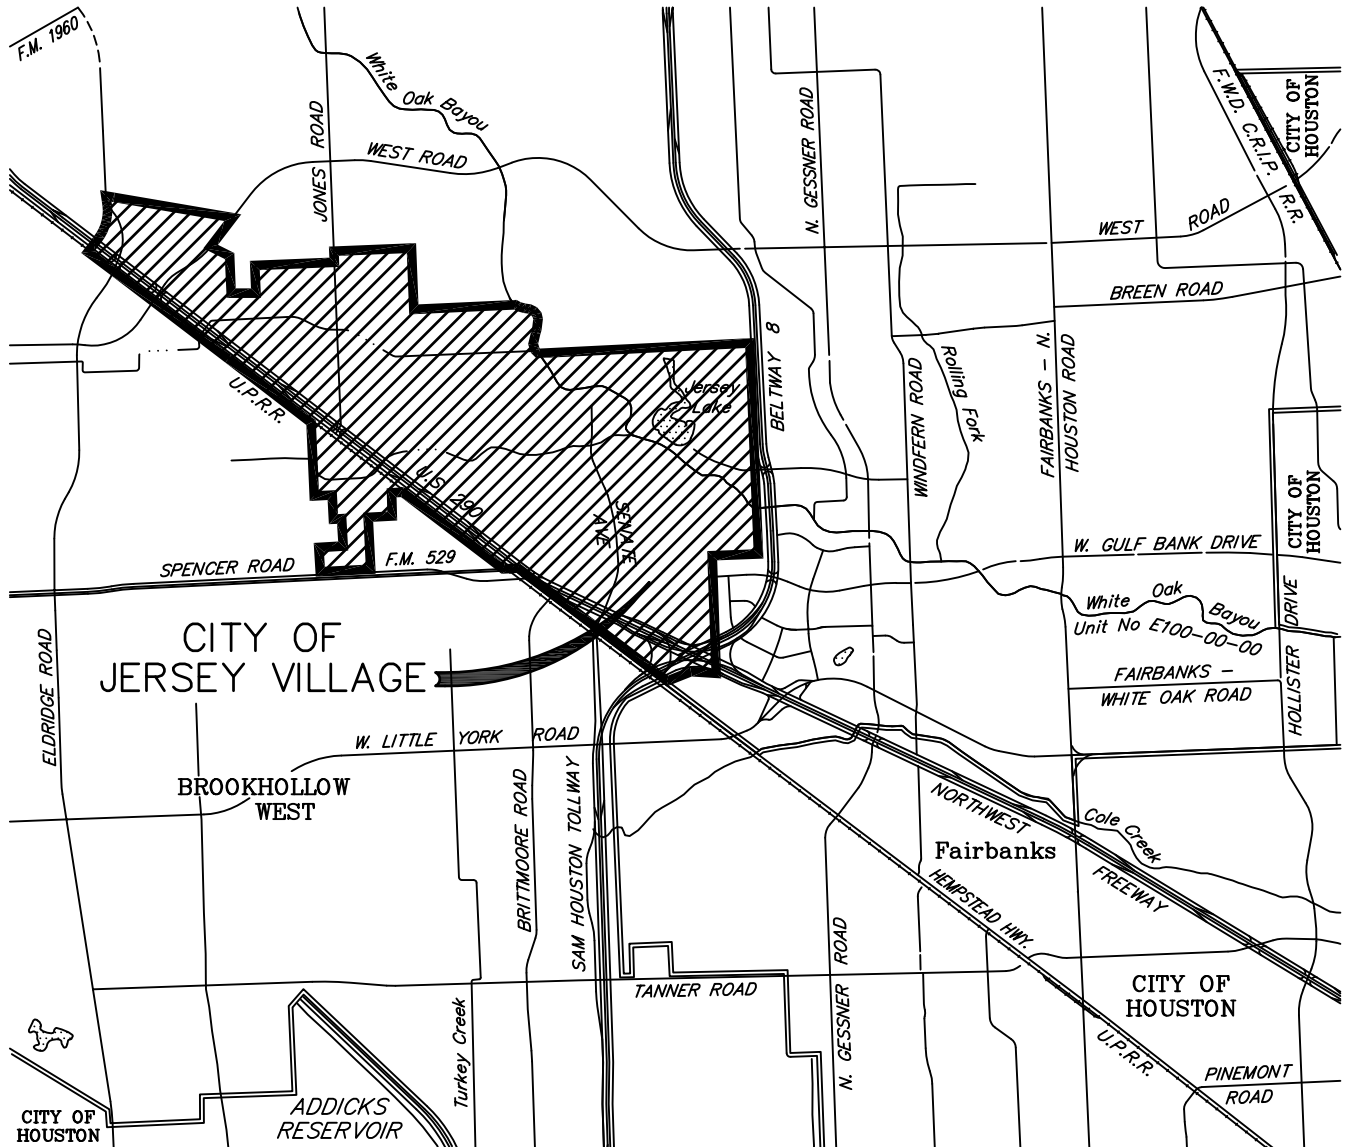 F.M. 1960
White
Oak Bayou
WEST ROAD
JONES ROAD
N. GESSNER ROAD
F.W.D. C.R.I.P. R.R.
CITY OF
HOUSTON
WEST ROAD
BREEN ROAD
BELTWAY 8
FAIRBANKS - N.
HOUSTON ROAD
WINDFERN ROAD
Rolling Fork
Jersey
Lake
U.P.R.R.
U.S. 290
SENATE
AVE
CITY OF
HOUSTON
SPENCER ROAD
F.M. 529
W. GULF BANK DRIVE
White Oak Bayou
Unit No E100-00-00
HOLLISTER DRIVE
FAIRBANKS -
WHITE OAK ROAD
CITY OF
JERSEY VILLAGE
ELDRIDGE ROAD
W. LITTLE YORK ROAD
BROOKHOLLOW
WEST
BRITTMOORE ROAD
SAM HOUSTON TOLLWAY
NORTHWEST
FREEWAY
Cole Creek
Fairbanks
HEMPSTEAD HWY.
N. GESSNER ROAD
TANNER ROAD
CITY OF
HOUSTON
Turkey Creek
U.P.R.R.
PINEMONT
ROAD
ADDICKS
RESERVOIR
CITY OF
HOUSTON